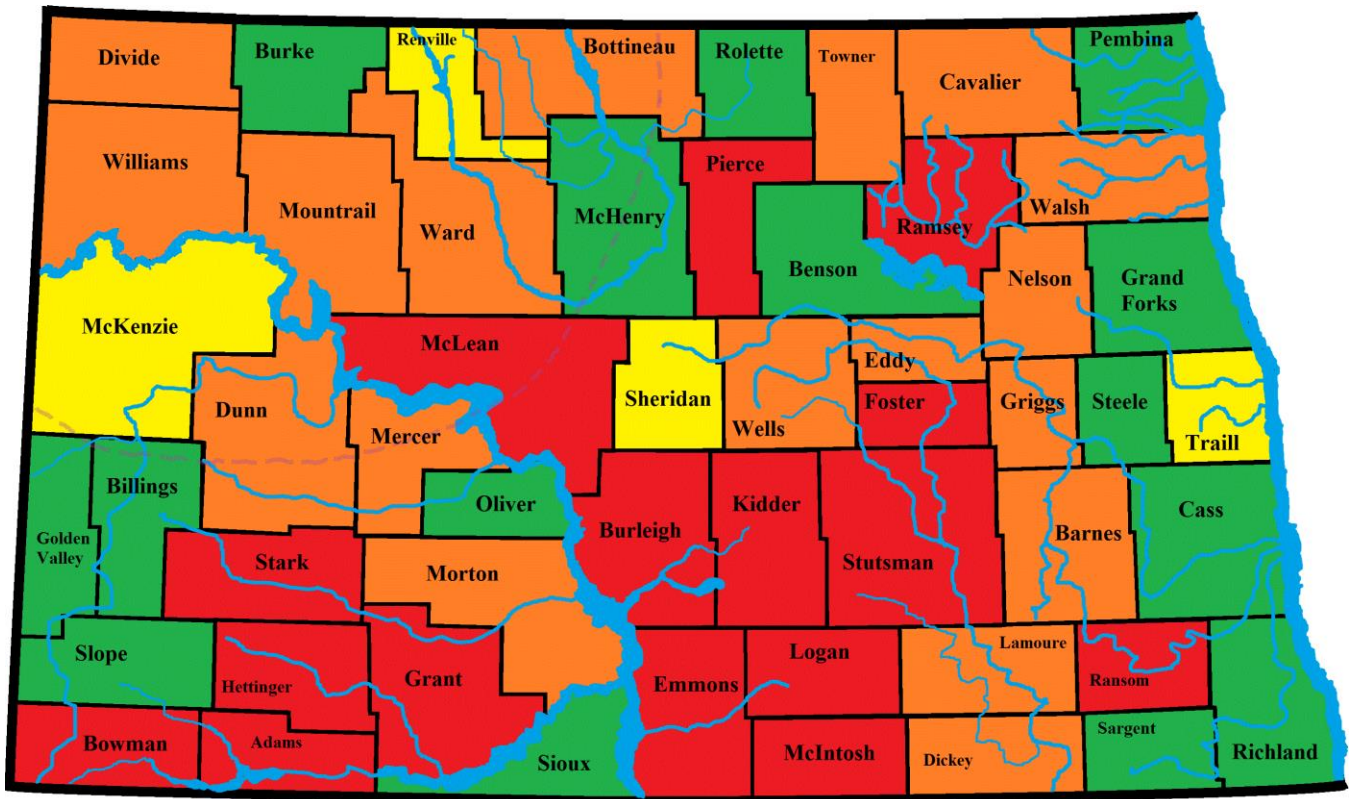 Divide
Burke
Renville
Bottineau
Rolette
Towner
Cavalier
Pembina
Williams
Mountrail
Ward
McHenry
Pierce
Benson
Ramsey
Walsh
Nelson
Grand
Forks
McKenzie
McLean
Sheridan
Wells
Eddy
Foster
Griggs
Steele
Traill
Dunn
Mercer
Oliver
Billings
Golden
Valley
Stark
Morton
Burleigh
Kidder
Stutsman
Barnes
Cass
Slope
Hettinger
Grant
Emmons
Logan
Lamoure
Ransom
Bowman
Adams
Sioux
McIntosh
Dickey
Sargent
Richland